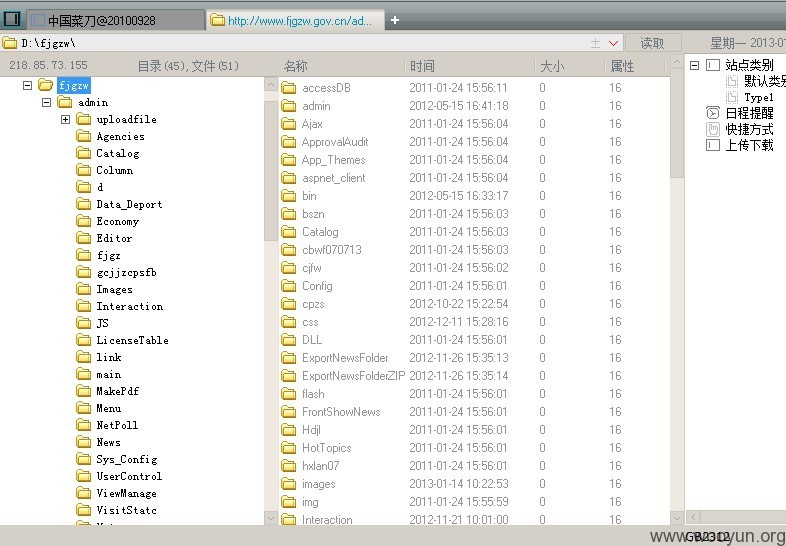 中国菜刀@20100928
http://www.fjgzw.gov.cn/ad...
+
D:\fjgzw\
读取
星期一 2013-01
218.85.73.155
目录(45),文件(51)
名称 时间 大小 属性
fjgzw
admin
uploadfile
Agencies
Catalog
Column
d
Data_Deport
Economy
Editor
fjgz
gcjjzcpsfb
Images
Interaction
JS
LicenseTable
link
main
MakePdf
Menu
NetPoll
News
Sys_Config
UserControl
ViewManage
VisitStatc
accessDB 2011-01-24 15:56:11 0 16
admin 2012-05-15 16:41:18 0 16
Ajax 2011-01-24 15:56:04 0 16
ApprovalAudit 2011-01-24 15:56:04 0 16
App_Themes 2011-01-24 15:56:04 0 16
aspnet_client 2011-01-24 15:56:04 0 16
bin 2012-05-15 16:33:17 0 16
bszn 2011-01-24 15:56:03 0 16
Catalog 2011-01-24 15:56:03 0 16
cbwf070713 2011-01-24 15:56:03 0 16
cjfw 2011-01-24 15:56:02 0 16
Config 2011-01-24 15:56:01 0 16
cpzs 2012-10-22 15:22:54 0 16
css 2012-12-11 15:28:16 0 16
DLL 2011-01-24 15:56:01 0 16
ExportNewsFolder 2012-11-26 15:35:13 0 16
ExportNewsFolderZIP 2012-11-26 15:35:14 0 16
flash 2011-01-24 15:56:01 0 16
FrontShowNews 2011-01-24 15:56:01 0 16
Hdjl 2011-01-24 15:56:01 0 16
HotTopics 2011-01-24 15:56:01 0 16
hxlan07 2011-01-24 15:56:01 0 16
images 2013-01-14 10:22:53 0 16
img 2011-01-24 15:55:59 0 16
Interaction 2012-11-21 10:01:00 0 16
站点类别
默认类别
Type1
日程提醒
快捷方式
上传下载
GB2312
www.wooyun.org